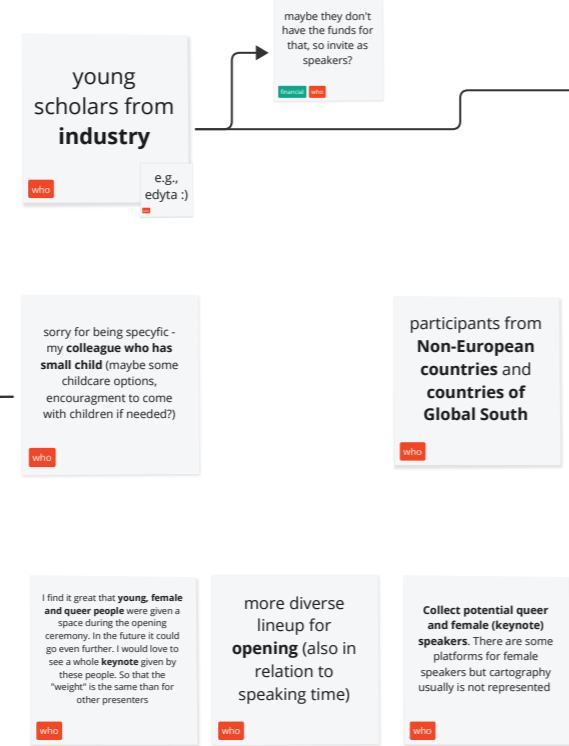 maybe they don't
have the funds for
that, so invite as
speakers?
financial who
young
scholars from
industry
who
e.g.,
edyta :)
sorry for being specyfic -
my colleague who has
small child (maybe some
childcare options,
encouragment to come
with children if needed?)
who
participants from
Non-European
countries and
countries of
Global South
who
I find it great that young, female
and queer people were given a
space during the opening
ceremony. In the future it could
go even further. I would love to
see a whole keynote given by
these people. So that the
"weight" is the same than for
other presenters
who
more diverse
lineup for
opening (also in
relation to
speaking time)
who
Collect potential queer
and female (keynote)
speakers. There are some
platforms for female
speakers but cartography
usually is not represented
who